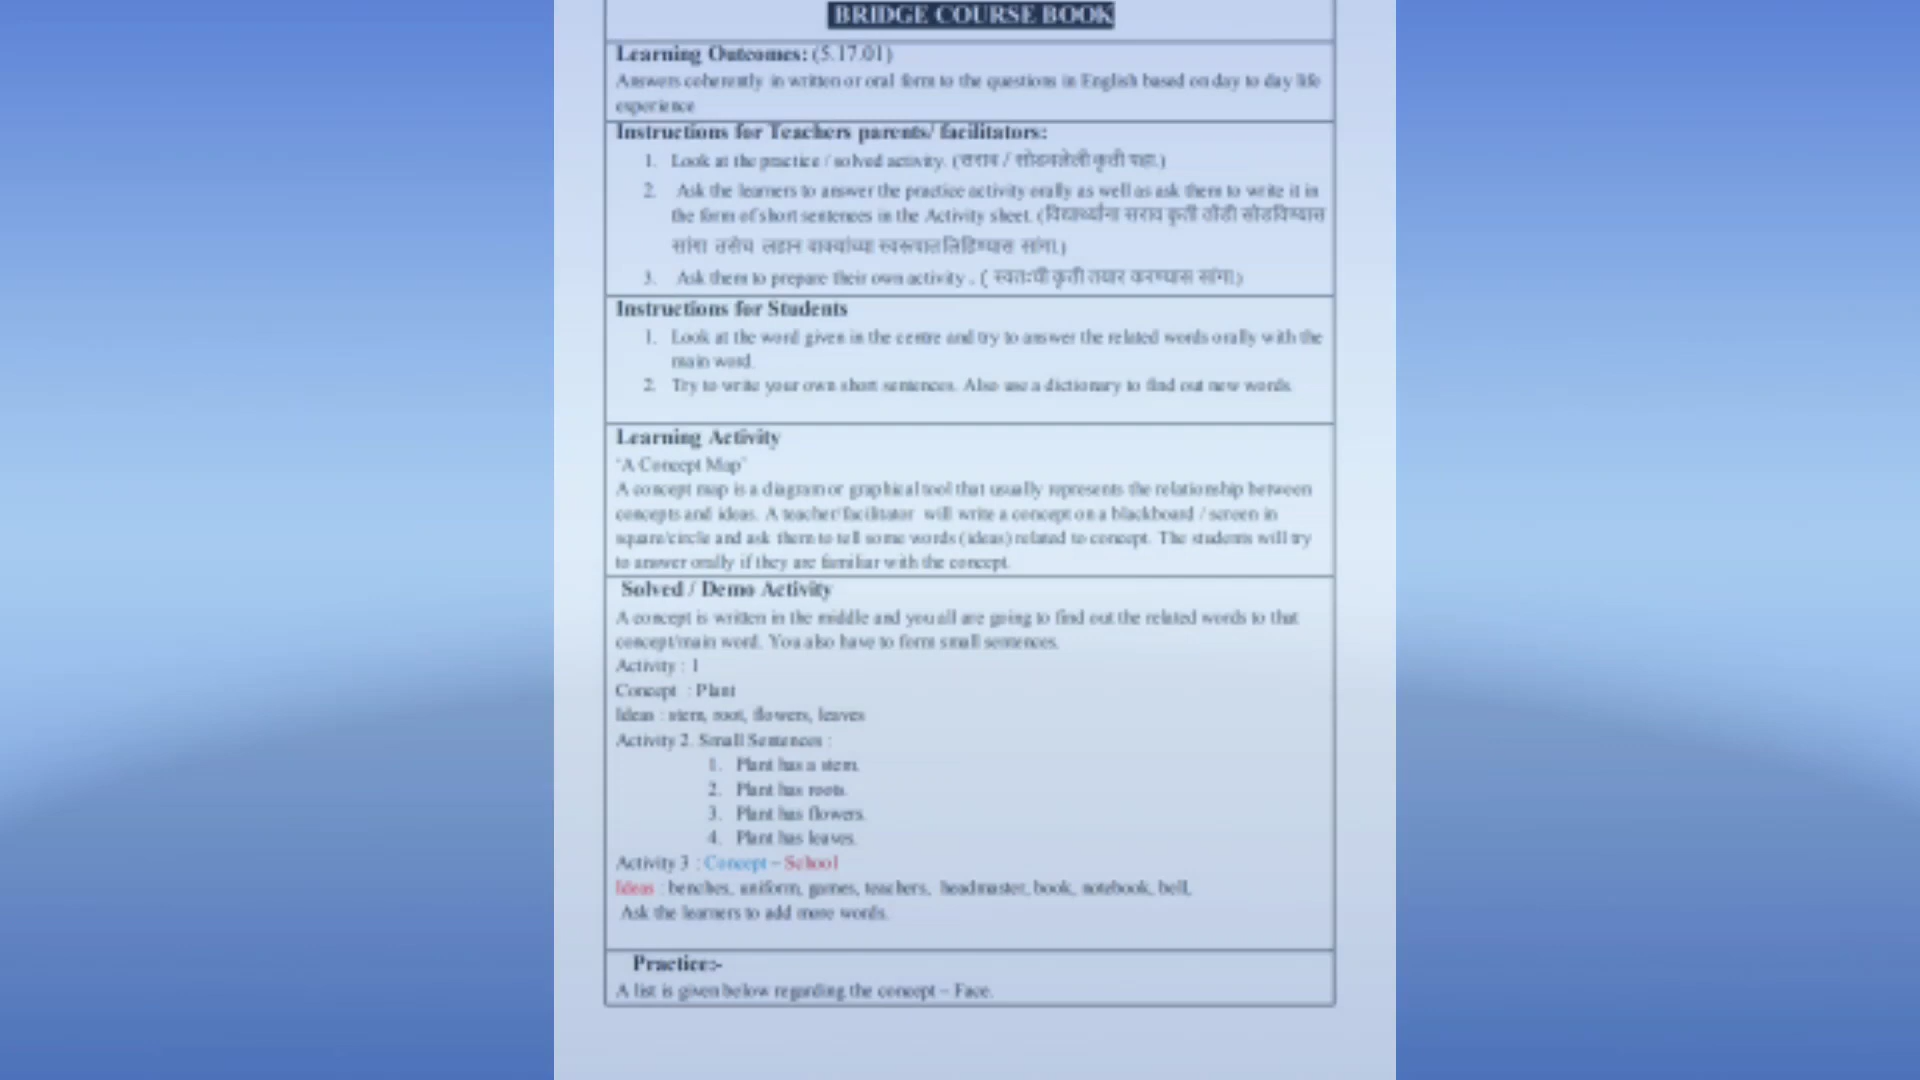 BRIDGE COURSE BOOK
Learning Outcomes: (5.17.01)
Answers coherently in written or oral form to the questions in English based on day to day life
experience
Instructions for Teachers parents/ facilitators:
1. Look at the practice / solved activity. (सराव / सोडवलेली कृती पहा.)
2. Ask the learners to answer the practice activity orally as well as ask them to write it in
the form of short sentences in the Activity sheet. (विद्यार्थ्यांना सराव कृती तोंडी सोडविण्यास
सांगा तसेच लहान वाक्यांच्या स्वरूपात लिहिण्यास सांगा.)
3. Ask them to prepare their own activity . ( स्वतःची कृती तयार करण्यास सांगा.)
Instructions for Students
1. Look at the word given in the centre and try to answer the related words orally with the
main word.
2. Try to write your own short sentences. Also use a dictionary to find out new words.
Learning Activity
‘A Concept Map’
A concept map is a diagram or graphical tool that usually represents the relationship between
concepts and ideas. A teacher/facilitator will write a concept on a blackboard / screen in
square/circle and ask them to tell some words (ideas) related to concept. The students will try
to answer orally if they are familiar with the concept.
Solved / Demo Activity
A concept is written in the middle and you all are going to find out the related words to that
concept/main word. You also have to form small sentences.
Activity : 1
Concept : Plant
Ideas : stem, root, flowers, leaves
Activity 2. Small Sentences :
1. Plant has a stem.
2. Plant has roots.
3. Plant has flowers.
4. Plant has leaves.
Activity 3 : Concept – School
Ideas : benches, uniform, games, teachers, headmaster, book, notebook, bell,
Ask the learners to add more words.
Practice:-
A list is given below regarding the concept – Face.